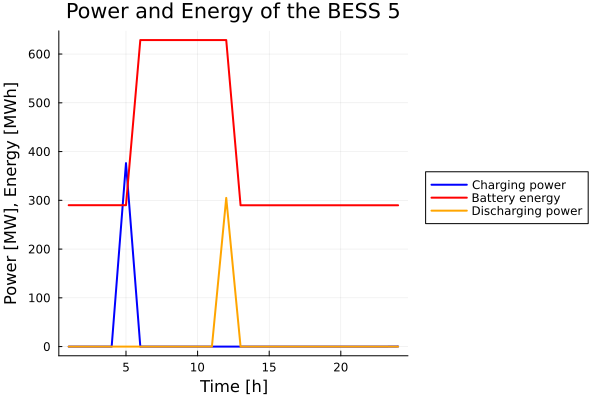 Power and Energy of the BESS 5
Power [MW], Energy [MWh]
600
500
400
300
200
100
0
5
10
15
20
Time [h]
Charging power
Battery energy
Discharging power